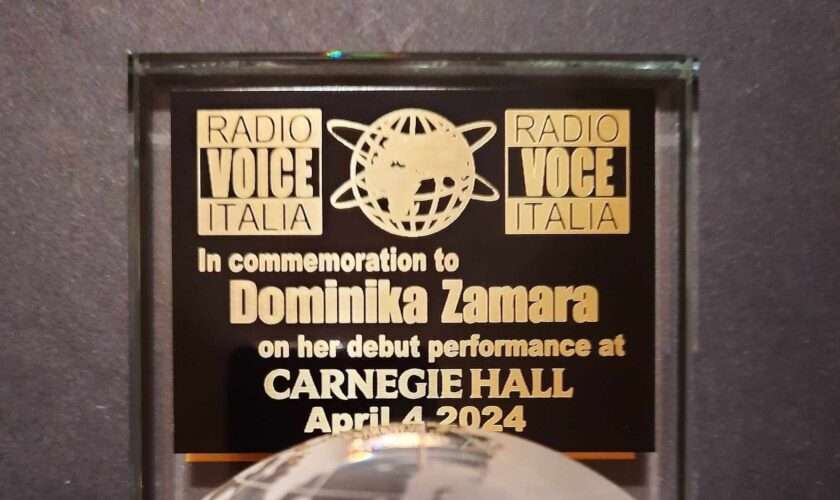 RADIO
VOICE
ITALIA
RADIO
VOCE
ITALIA
In commemoration to
Dominika Zamara
on her debut performance at
CARNEGIE HALL
April 4 2024